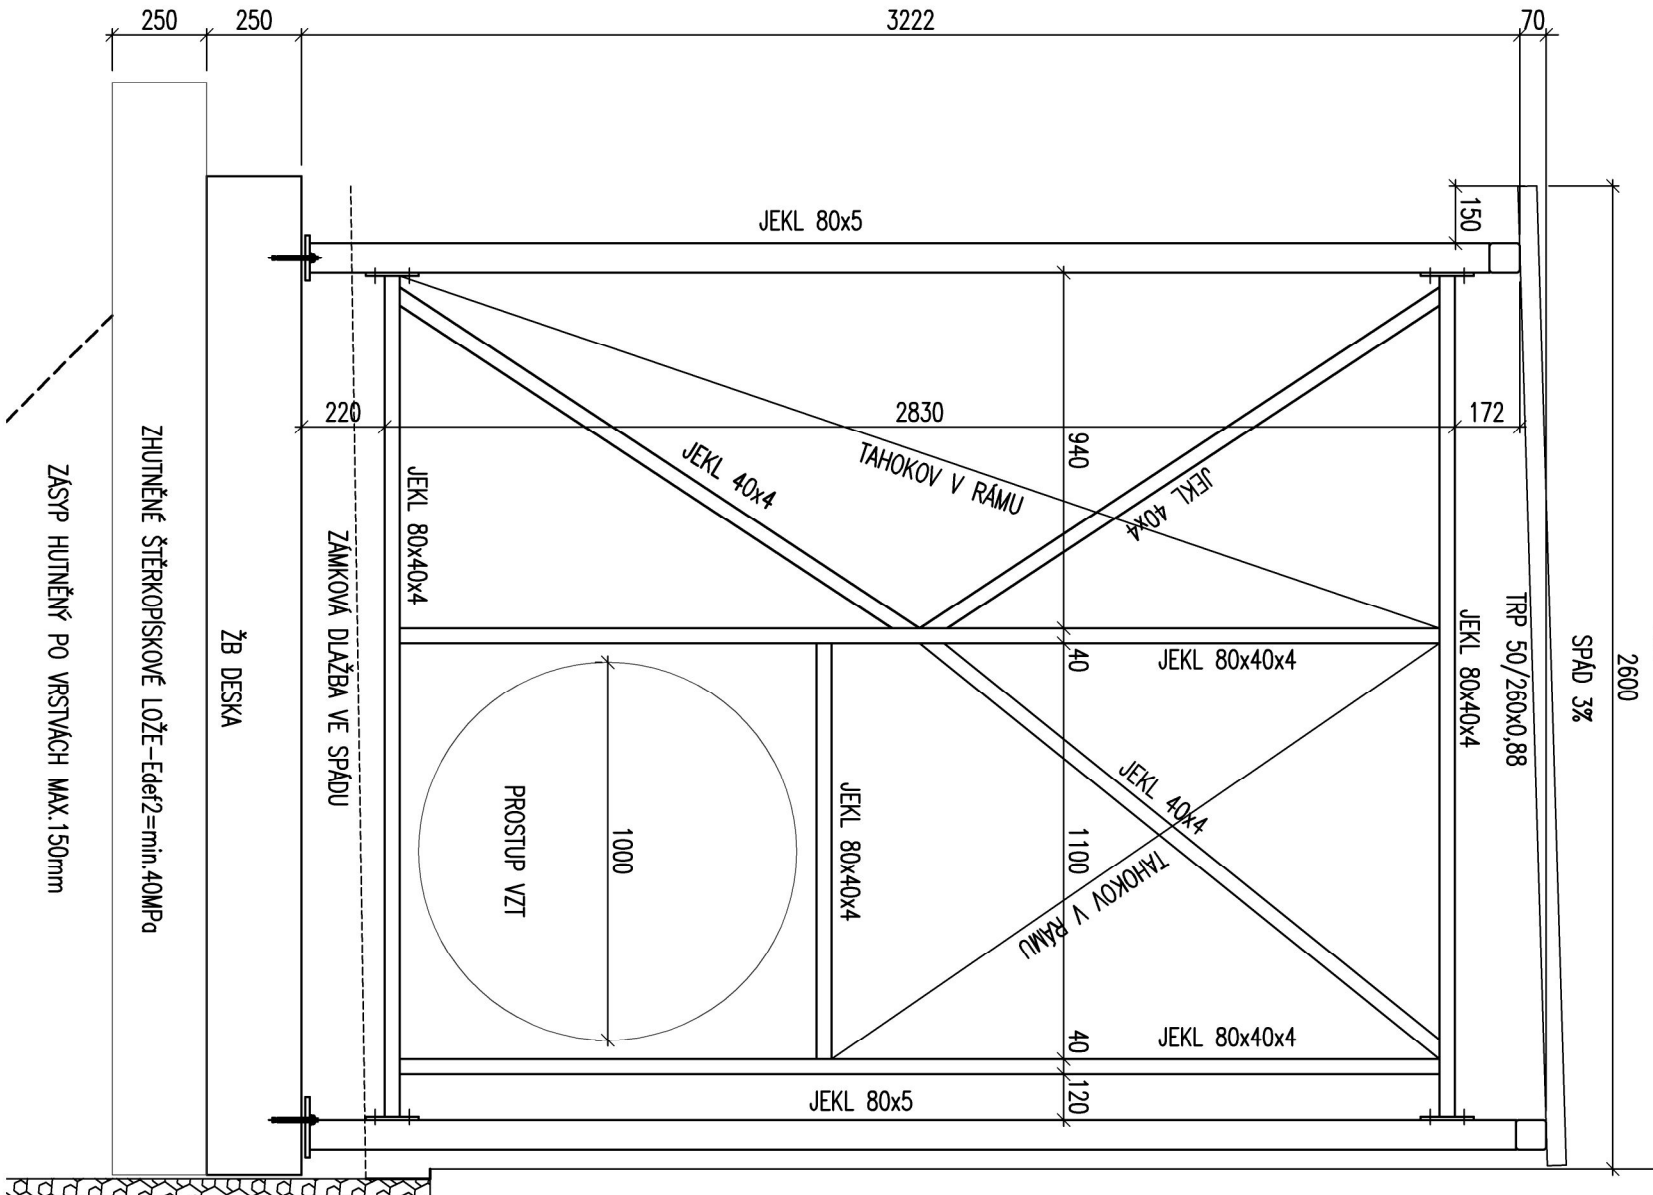 250
250
3222
70
JEKL 80x5
150
220
2830
172
940
TAHOKOV V RÁMU
JEKL 40x4
JEKL 40x4
JEKL 80x40x4
ZÁMKOVÁ DLAŽBA VE SPÁDU
ŽB DESKA
ZHUTNĚNÉ ŠTĚRKOPÍSKOVÉ LOŽE-Edef2=min.40MPa
ZÁSYP HUTNĚNÝ PO VRSTVÁCH MAX.150mm
40
JEKL 80x40x4
JEKL 80x40x4
TRP 50/260x0,88
SPÁD 3%
2600
PROSTUP VZT
1000
JEKL 80x40x4
1100
JEKL 40x4
TAHOKOV V RÁMU
40
JEKL 80x40x4
120
JEKL 80x5